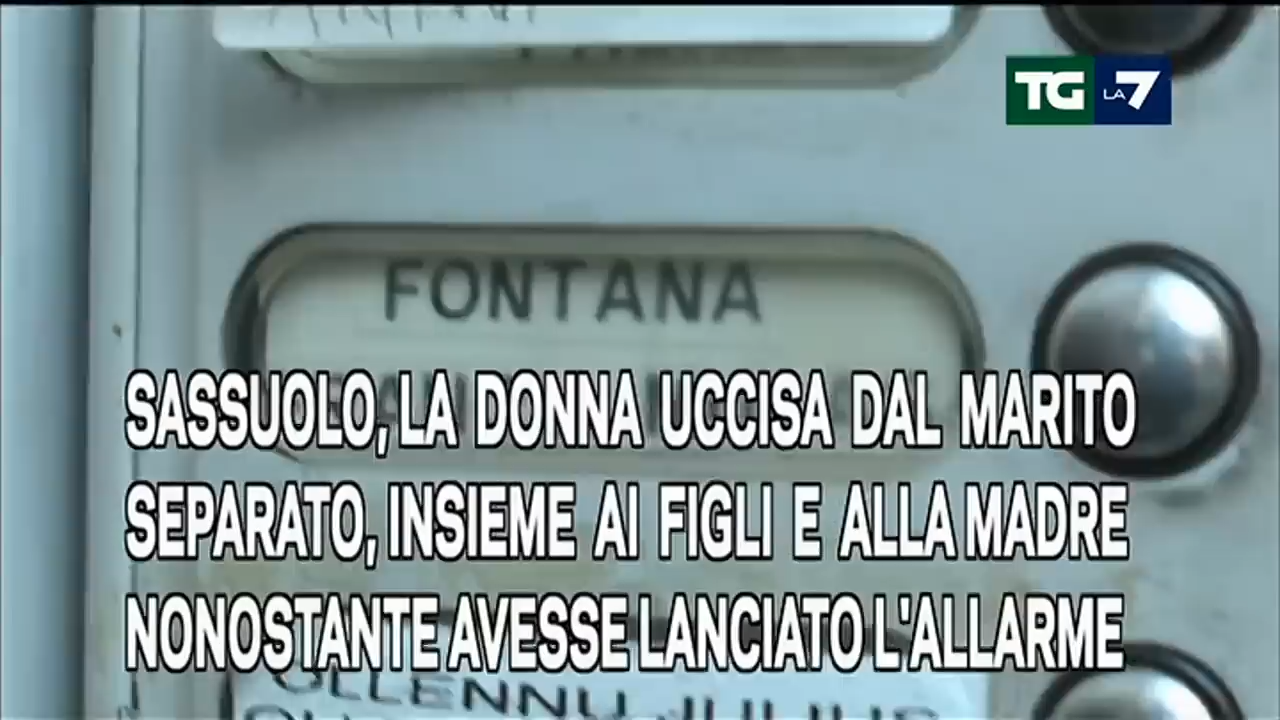 TG LA7
FONTANA
SASSUOLO, LA DONNA UCCISA DAL MARITO
SEPARATO, INSIEME AI FIGLI E ALLA MADRE
NONOSTANTE AVESSE LANCIATO L'ALLARME